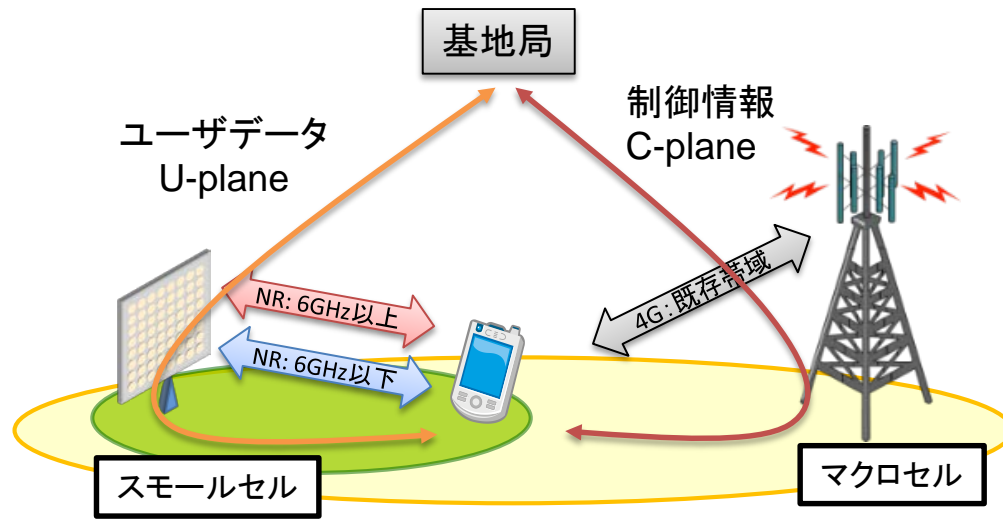 基地局
ユーザデータ
U-plane
制御情報
C-plane
NR: 6GHz以上
4G：既存帯域
NR: 6GHz以下
スモールセル
マクロセル